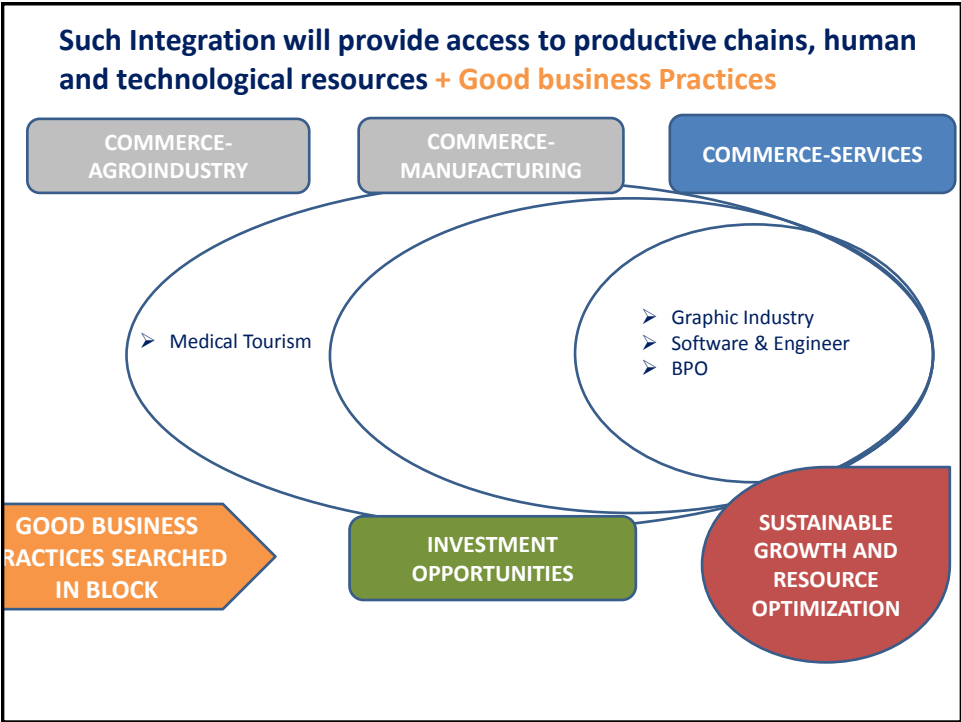 Such Integration will provide access to productive chains, human
and technological resources + Good business Practices
COMMERCE-
AGROINDUSTRY
COMMERCE-
MANUFACTURING
COMMERCE-SERVICES
➢ Medical Tourism
➢ Graphic Industry
➢ Software & Engineer
➢ BPO
GOOD BUSINESS
RACTICES SEARCHED
IN BLOCK
INVESTMENT
OPPORTUNITIES
SUSTAINABLE
GROWTH AND
RESOURCE
OPTIMIZATION